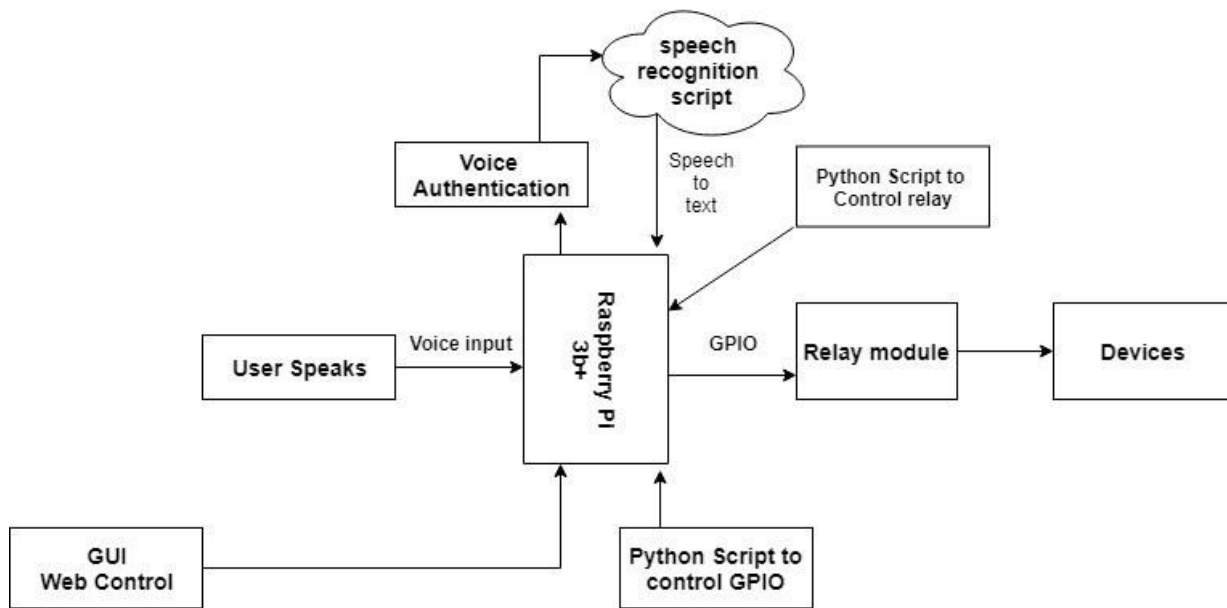 speech
recognition
script
Voice
Authentication
Speech
to
text
Python Script to
Control relay
Raspberry Pi
3b+
Voice input
User Speaks
GPIO
Relay module
Devices
GUI
Web Control
Python Script to
control GPIO